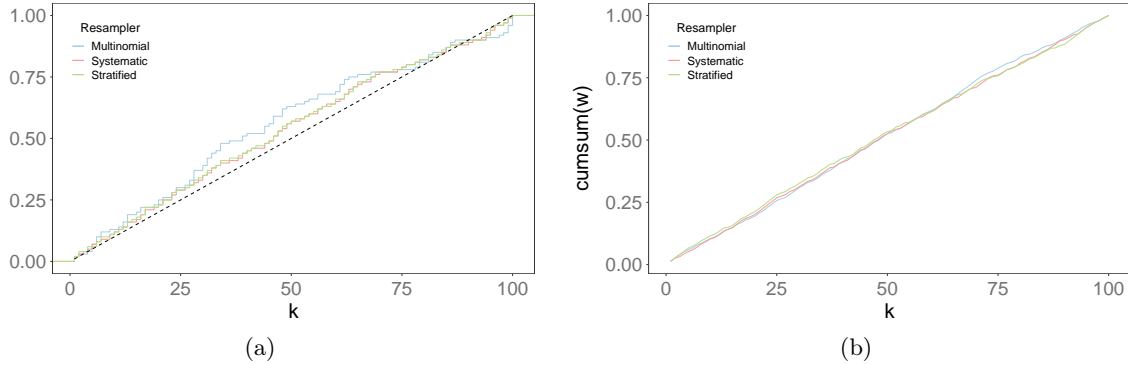 1.00
0.75
0.50
0.25
0.00
Resampler
Multinomial
Systematic
Stratified
0 25 50 75 100
k
(a)
cumsum(w)
1.00
0.75
0.50
0.25
0.00
Resampler
Multinomial
Systematic
Stratified
0 25 50 75 100
k
(b)